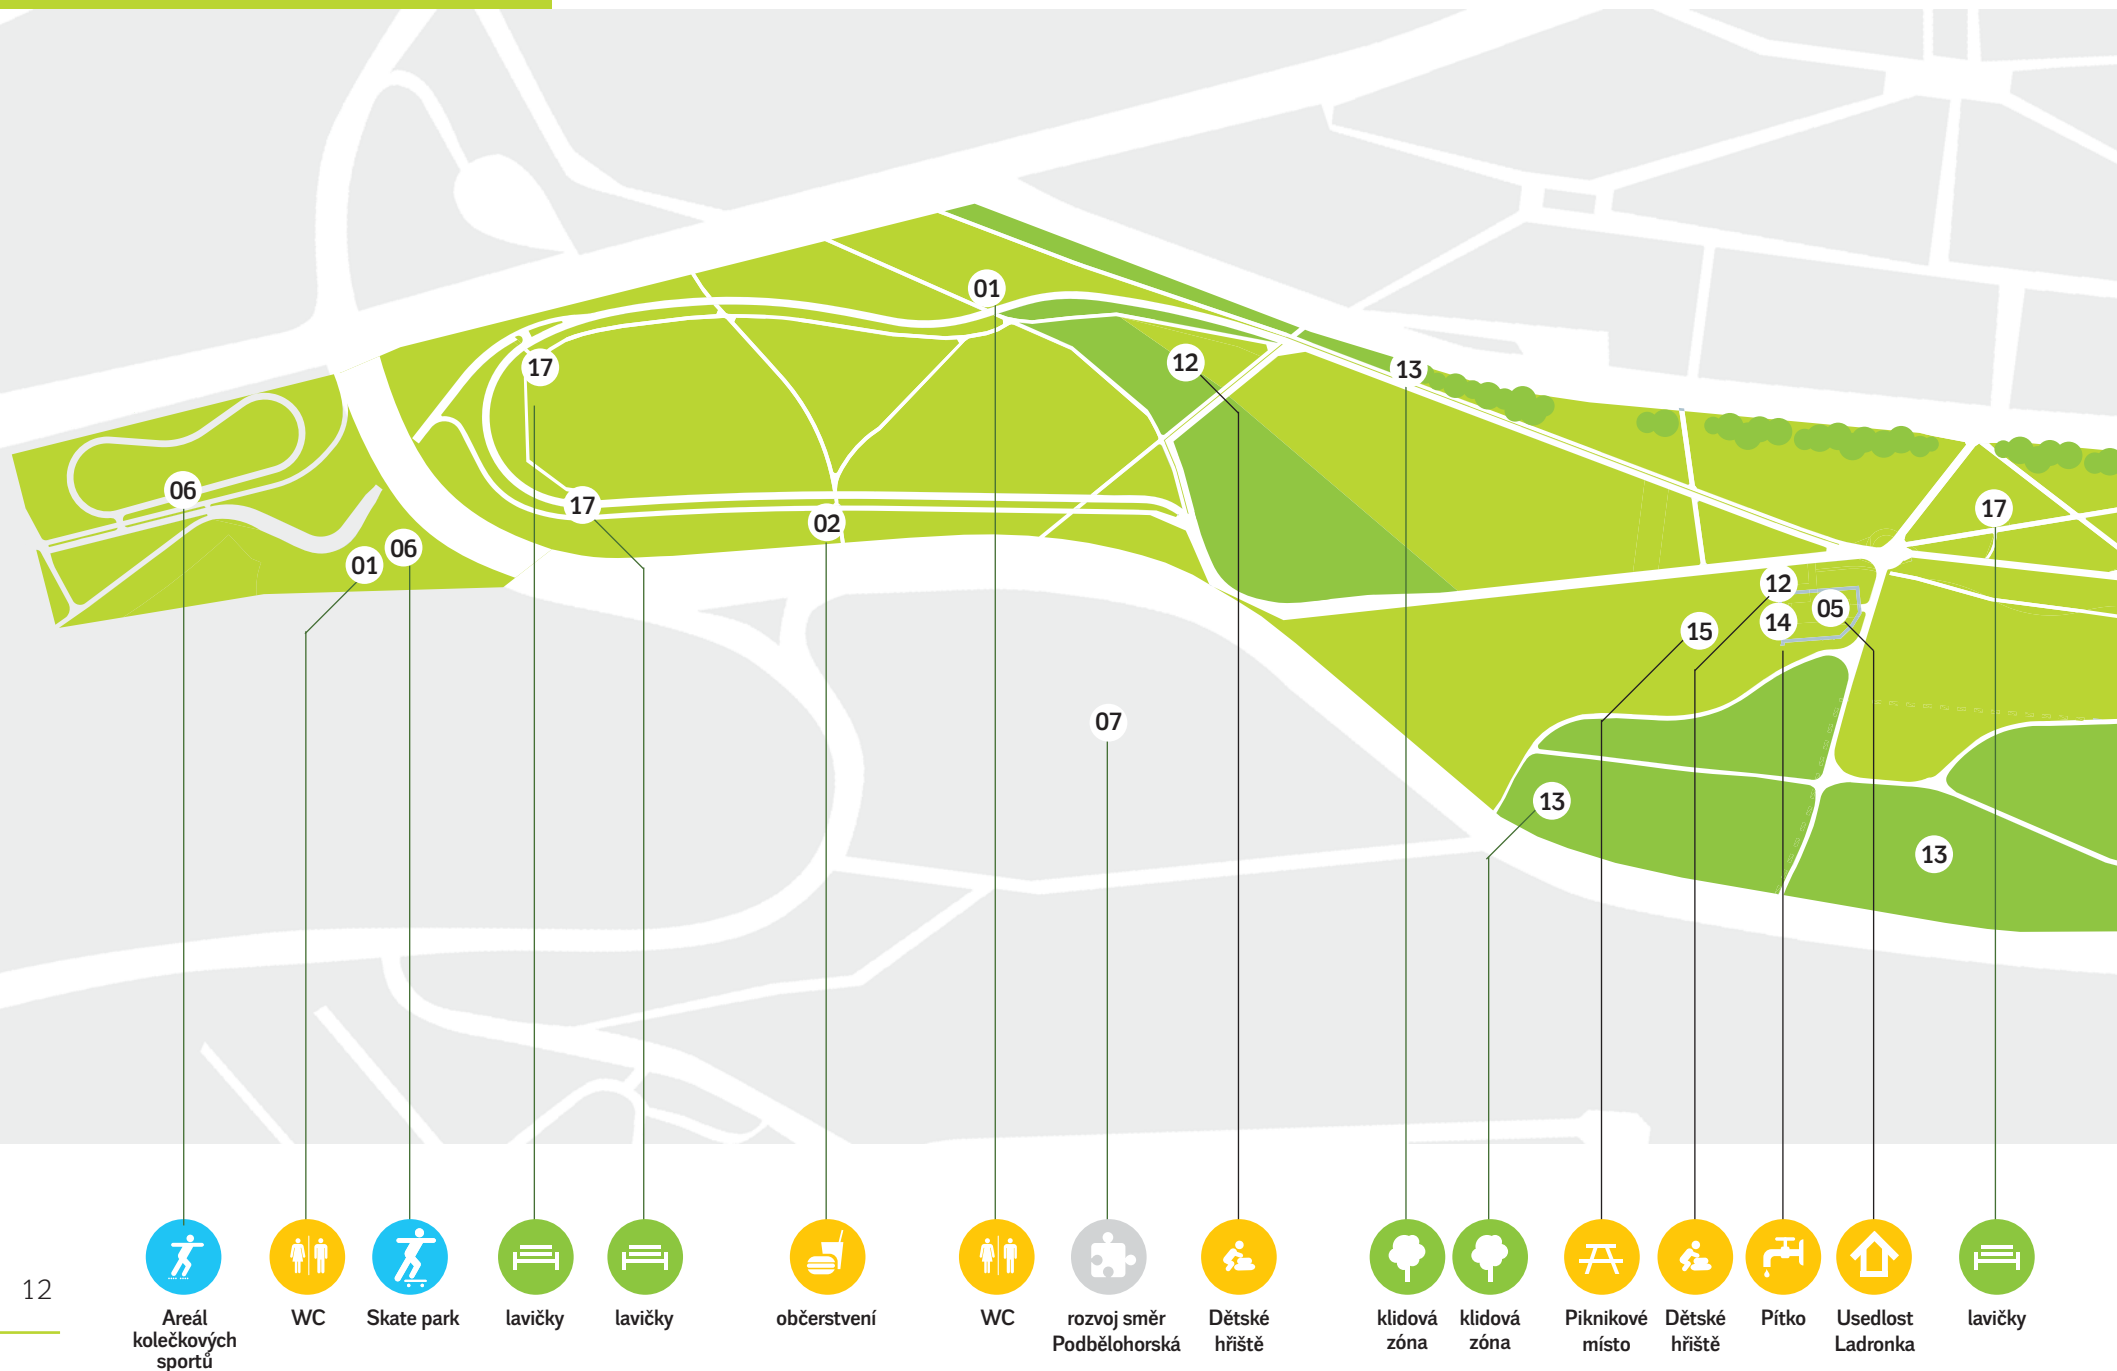 01
17
12
13
06
17
02
17
01
06
12
05
14
15
07
13
13
12
Areál
kolečkových
sportů
WC
Skate park
lavičky
lavičky
občerstvení
WC
rozvoj směr
Podbělohorská
Dětské
hřiště
klidová
zóna
klidová
zóna
Piknikové
místo
Dětské
hřiště
Pítko
Usedlost
Ladronka
lavičky